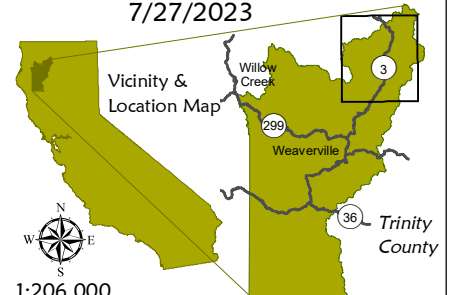 7/27/2023
Vicinity &
Location Map
Willow
Creek
3
299
Weaverville
36
Trinity
County
N
W E
S
1:206,000